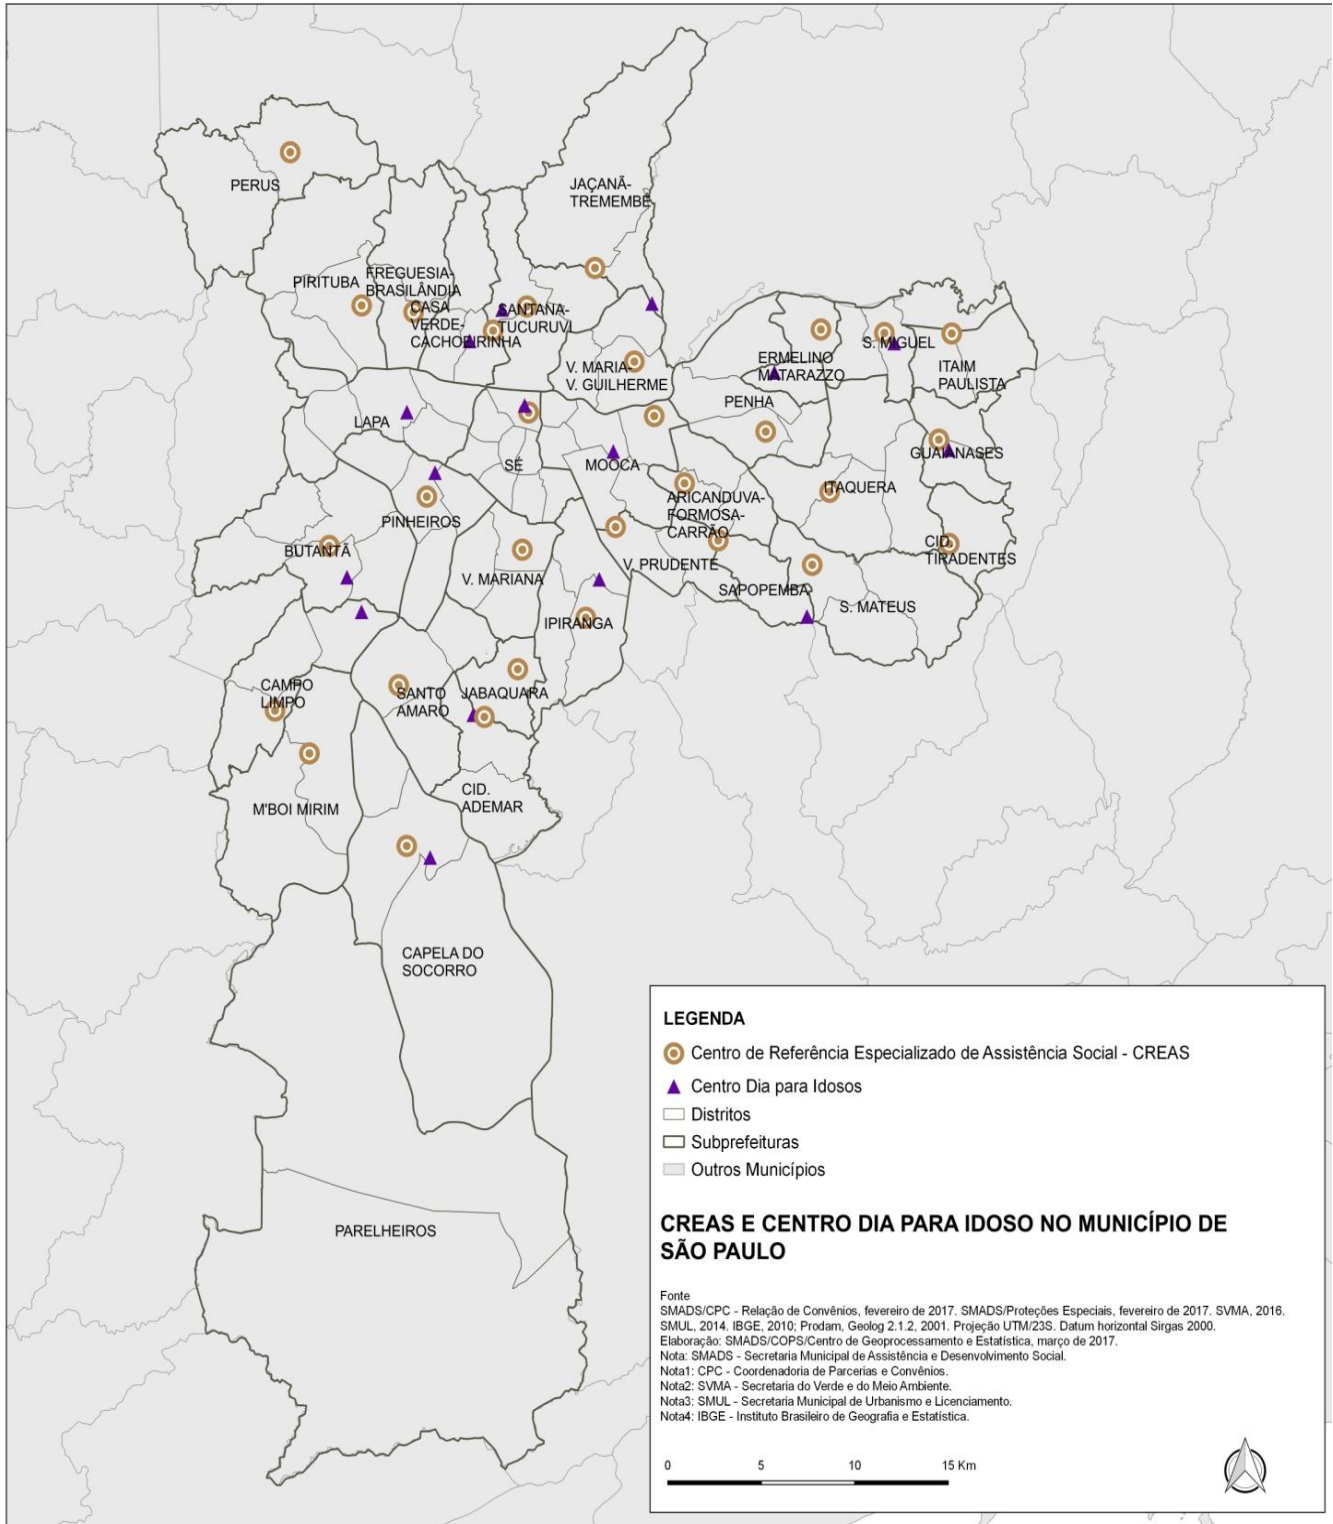 PERUS
JAÇANÃ-
TREMEMBÉ
PIRITUBA
FREGUESIA-
BRASILÂNDIA
CASA
VERDE-
CACHOEIRINHA
SANTANA-
TUCURUVI
V. MARIA-
V. GUILHERME
ERMELINO
MATARAZZO
S. MIGUEL
ITAIM
PAULISTA
PENHA
LAPA
SÉ
MOOCA
GUAIANASES
ARICANDUVA-
FORMOSA-
CARRÃO
ITAQUERA
PINHEIROS
BUTANTÃ
V. MARIANA
V. PRUDENTE
CID.
TIRADENTES
SAPOPEMBA
S. MATEUS
IPIRANGA
CAMPO
LIMPO
SANTO
AMARO
JABAQUARA
CID.
ADEMAR
M'BOI MIRIM
CAPELA DO
SOCORRO
PARELHEIROS
LEGENDA
Centro de Referência Especializado de Assistência Social - CREAS
Centro Dia para Idosos
Distritos
Subprefeituras
Outros Municípios
CREAS E CENTRO DIA PARA IDOSO NO MUNICÍPIO DE
SÃO PAULO
Fonte
SMADS/CPC - Relação de Convênios, fevereiro de 2017. SMADS/Proteções Especiais, fevereiro de 2017. SVMA, 2016.
SMUL, 2014. IBGE, 2010; Prodam, Geolog 2.1.2, 2001. Projeção UTM/23S. Datum horizontal Sirgas 2000.
Elaboração: SMADS/COPS/Centro de Geoprocessamento e Estatística, março de 2017.
Nota: SMADS - Secretaria Municipal de Assistência e Desenvolvimento Social.
Nota1: CPC - Coordenadoria de Parcerias e Convênios.
Nota2: SVMA - Secretaria do Verde e do Meio Ambiente.
Nota3: SMUL - Secretaria Municipal de Urbanismo e Licenciamento.
Nota4: IBGE - Instituto Brasileiro de Geografia e Estatística.
0 5 10 15 Km